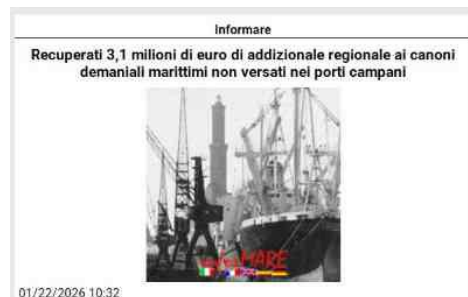 Informare
Recuperati 3,1 milioni di euro di addizionale regionale ai canoni
demaniali marittimi non versati nei porti campani
informARE
01/22/2026 10:32